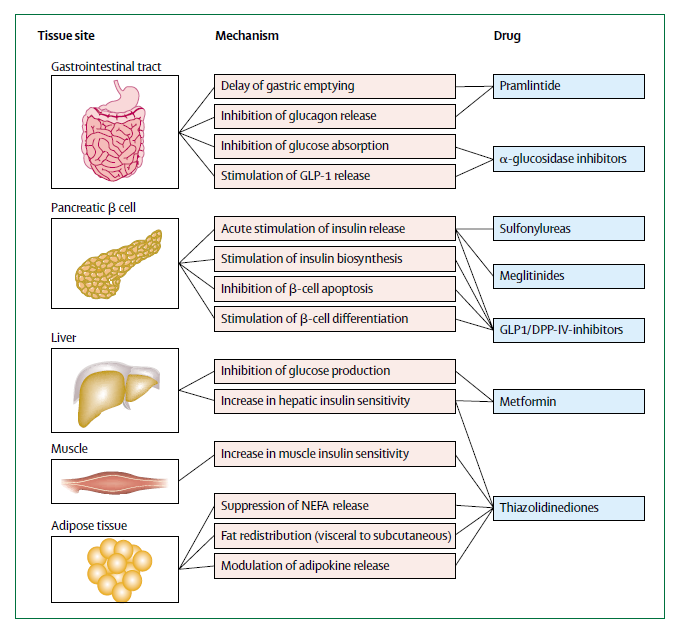 Tissue site Mechanism Drug
Gastrointestinal tract
Delay of gastric emptying
Pramlintide
Inhibition of glucagon release
Inhibition of glucose absorption
α-glucosidase inhibitors
Stimulation of GLP-1 release
Pancreatic β cell
Acute stimulation of insulin release
Sulfonylureas
Stimulation of insulin biosynthesis
Meglitinides
Inhibition of β-cell apoptosis
Stimulation of β-cell differentiation
GLP1/DPP-IV-inhibitors
Liver
Inhibition of glucose production
Increase in hepatic insulin sensitivity
Metformin
Muscle
Increase in muscle insulin sensitivity
Suppression of NEFA release
Thiazolidinediones
Adipose tissue
Fat redistribution (visceral to subcutaneous)
Modulation of adipokine release